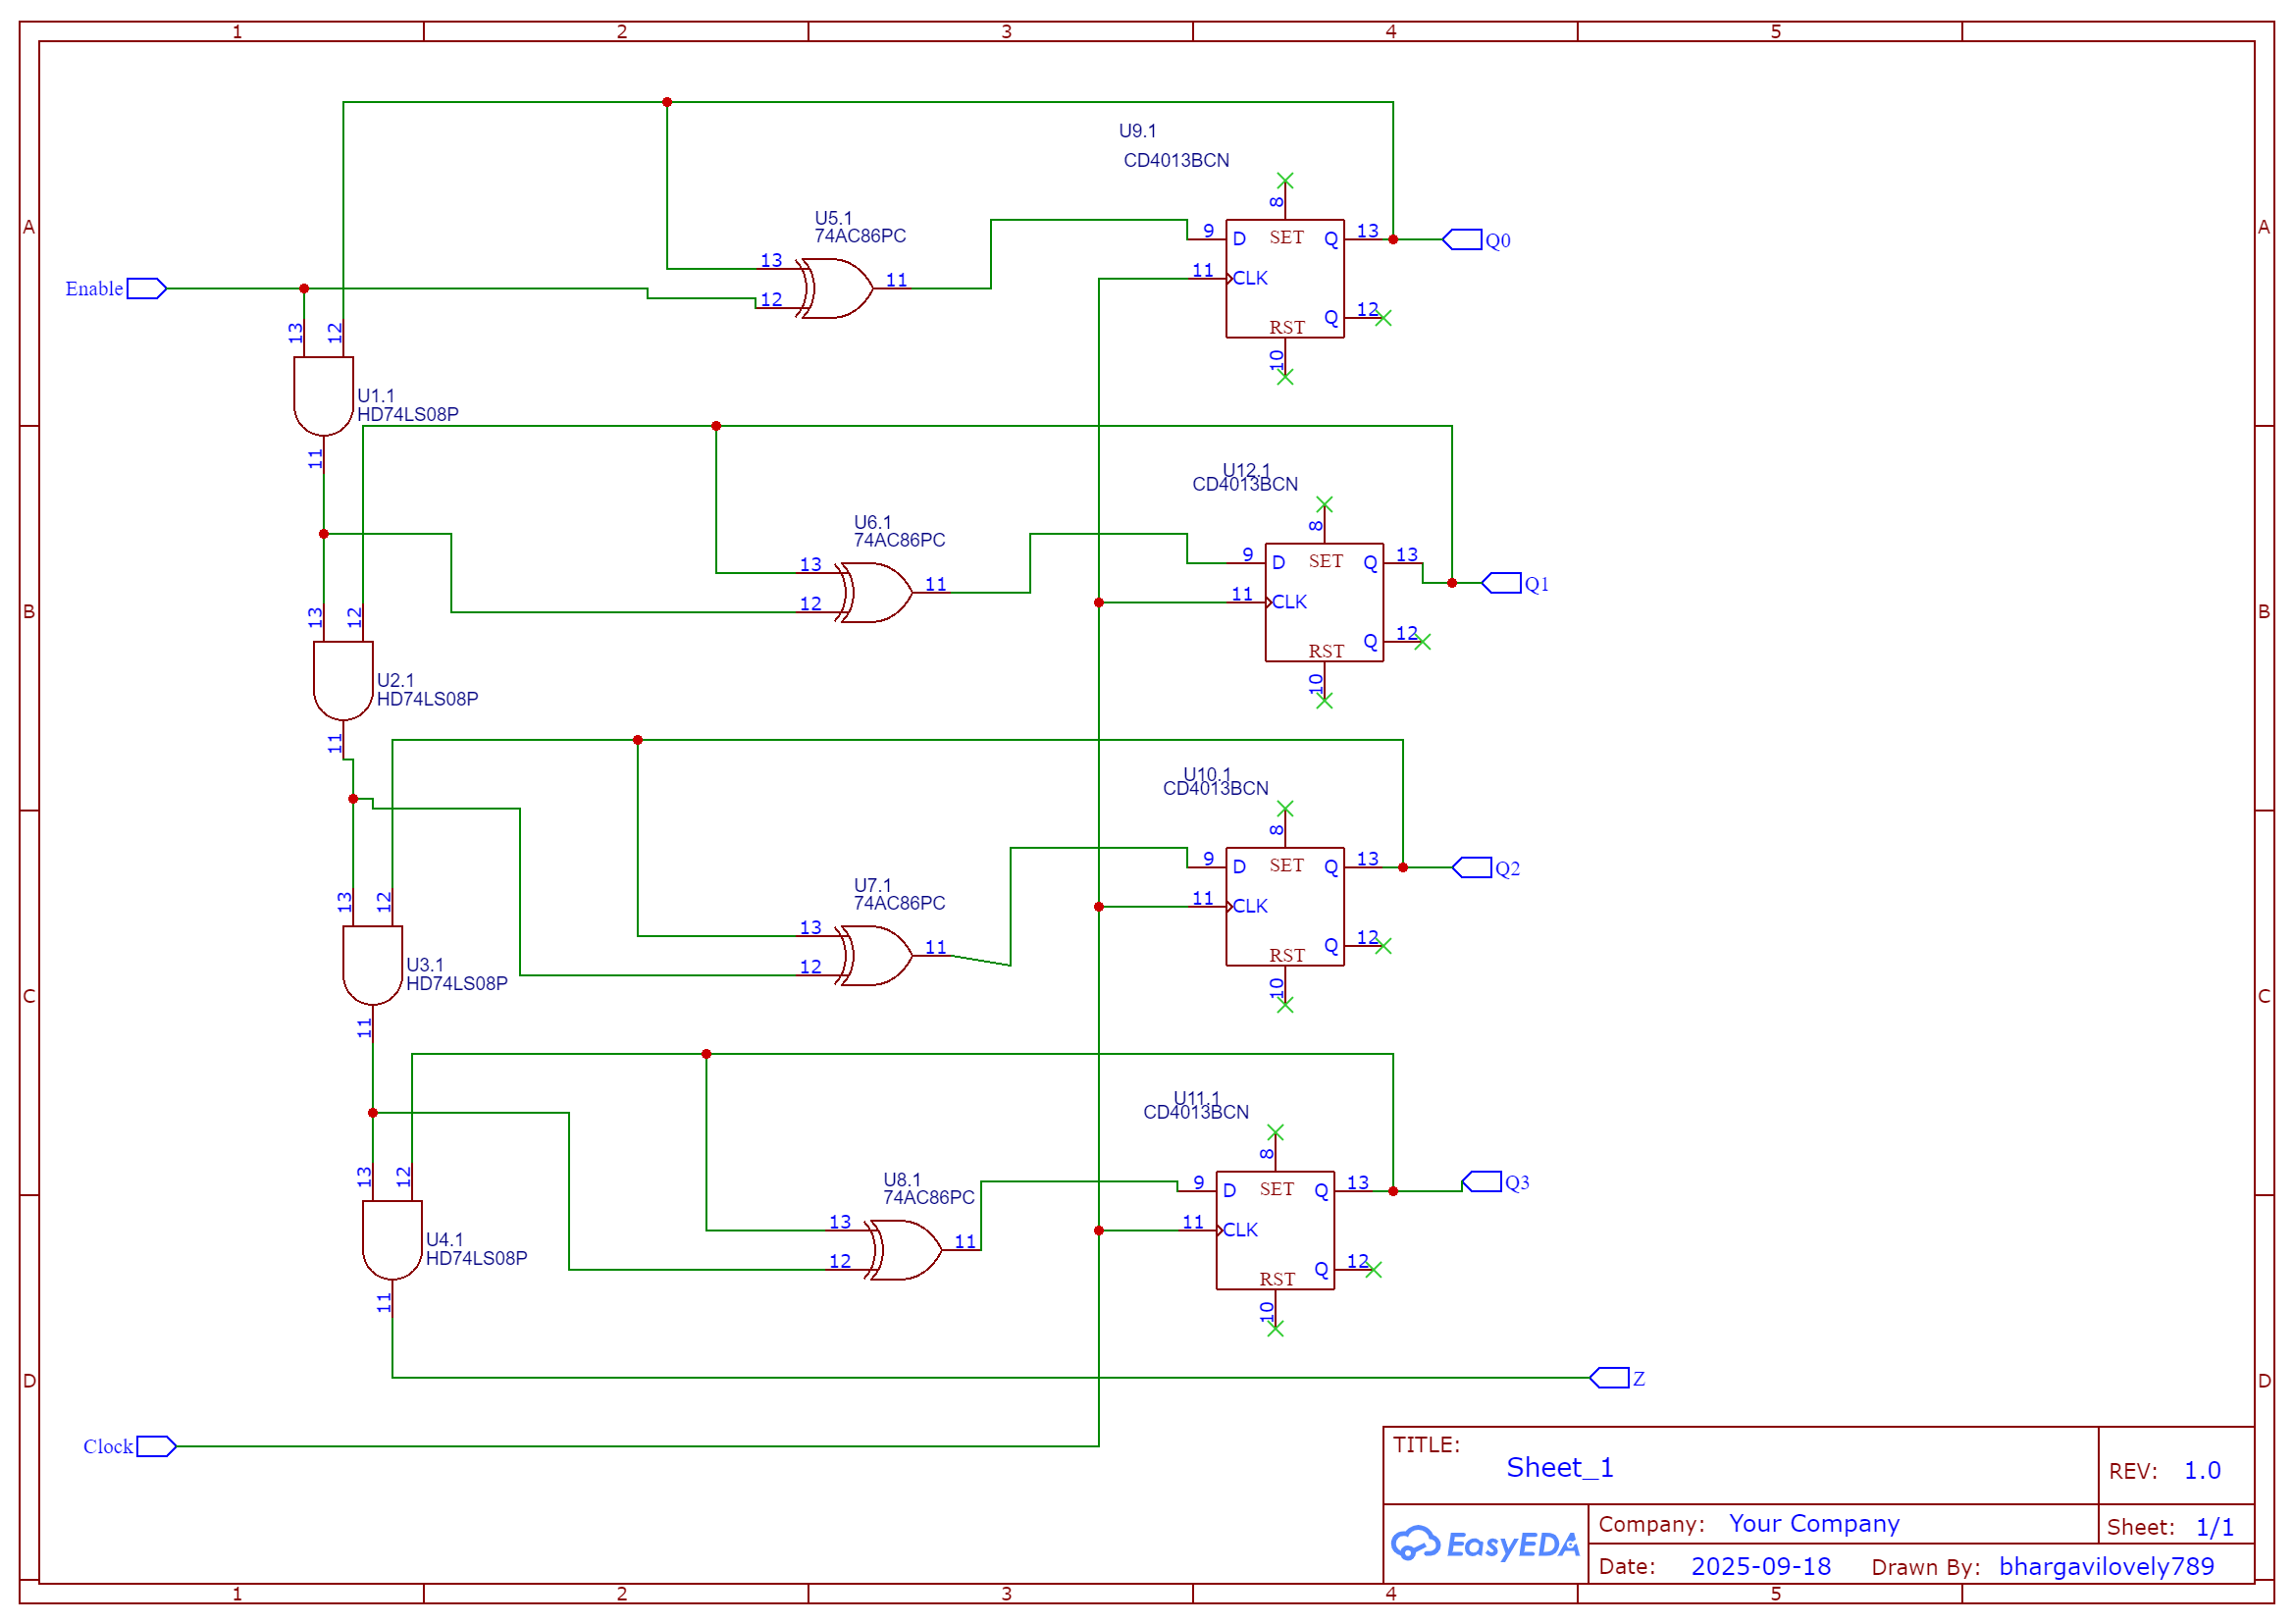 1 2 3 4 5
A A
U9.1
CD4013BCN
8
U5.1
74AC86PC
9 D SET Q 13 Q0
13 11 11 CLK
Enable 12
12
RST Q
10
13 12
U1.1
HD74LS08P
11
U12.1
CD4013BCN
8
U6.1
74AC86PC
9 D SET Q 13
13 11 Q1
12 11 CLK
B B
13 12
12
RST Q
10
U2.1
HD74LS08P
11
U10.1
CD4013BCN
8
9 D SET Q 13 Q2
U7.1
74AC86PC
13 12
11 CLK
13 11 12
12 RST Q
U3.1
HD74LS08P
10
C C
11
U11.1
CD4013BCN
8
13 12
U8.1
74AC86PC
9 D SET Q 13 Q3
13 11 CLK
11
U4.1
HD74LS08P
12 12
RST Q
11 10
D D
Z
Clock
TITLE:
Sheet_1
REV: 1.0
EasyEDA
Company: Your Company
Sheet: 1/1
Date: 2025-09-18 Drawn By: bhargavilovely789
1 2 3 4 5